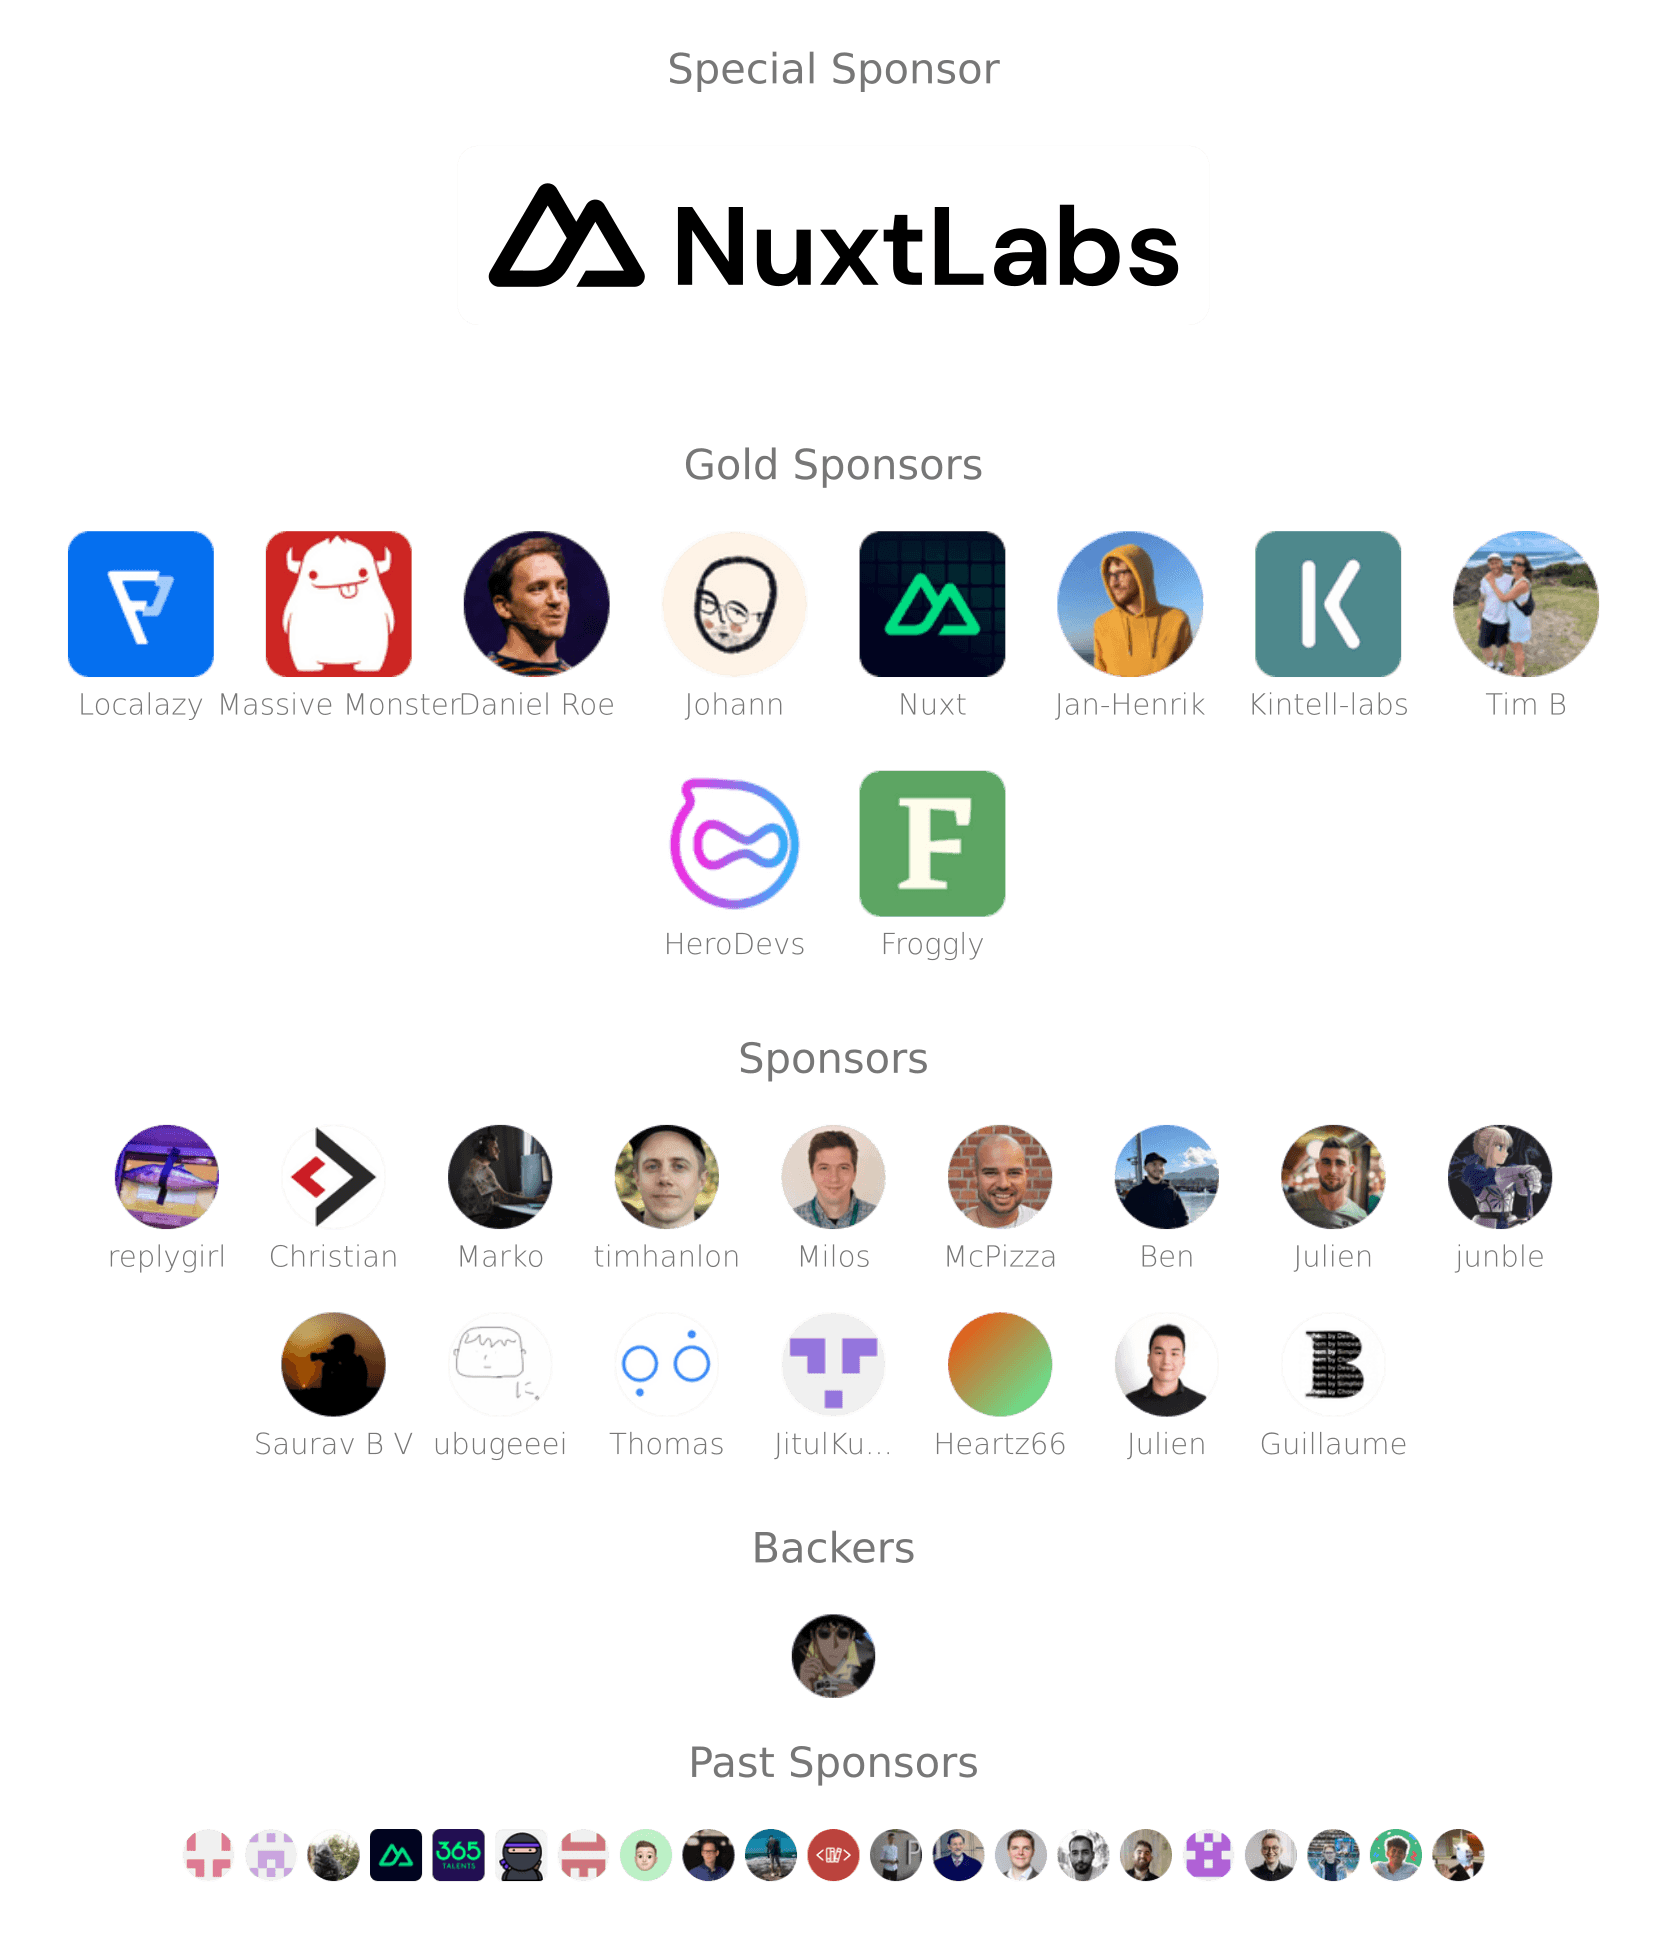 Special Sponsor
NuxtLabs
Gold Sponsors
Localazy Massive Monster Daniel Roe Johann Nuxt Jan-Henrik Kintell-labs Tim B
F
HeroDevs Froggly
Sponsors
replygirl Christian Marko timhanlon Milos McPizza Ben Julien junble
Saurav B V ubugeeei Thomas JitulKu... Heartz66 Julien Guillaume
Backers
Past Sponsors
365
TALENTS